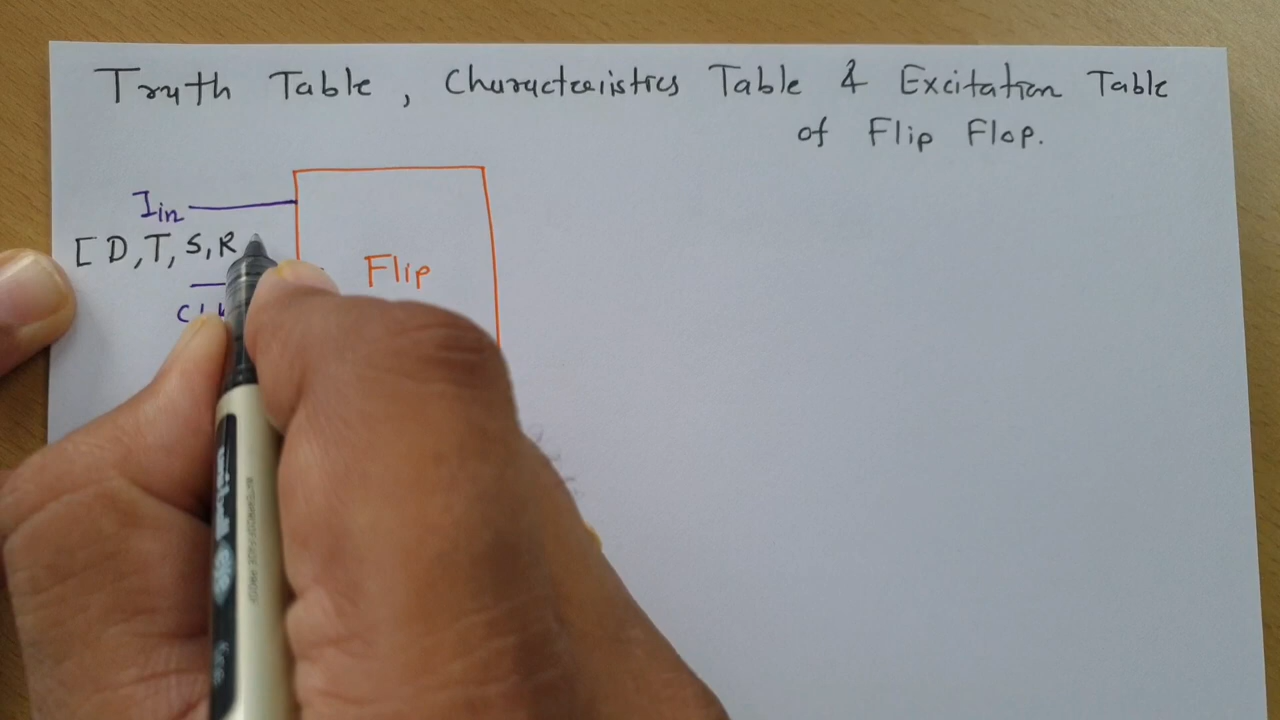 Truth Table, Characteristics Table & Excitation Table
of Flip Flop.
Iin
[ D, T, S, R
Flip